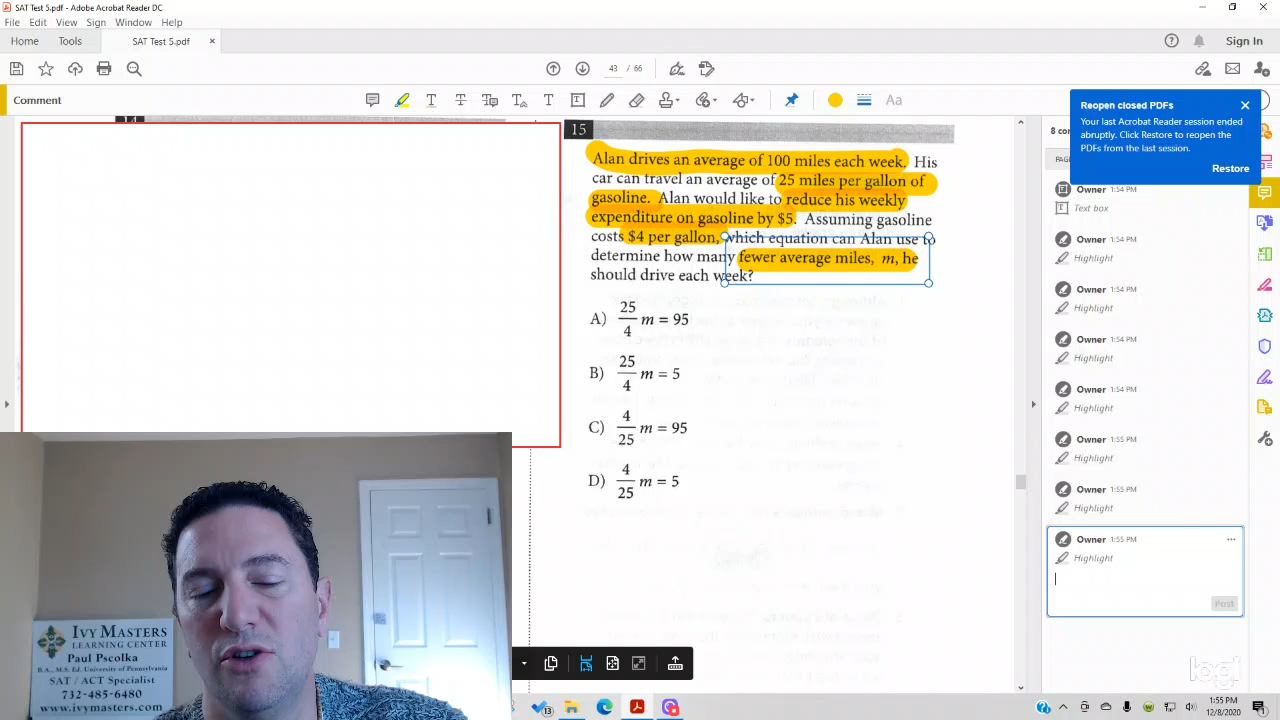 SAT Test 5.pdf - Adobe Acrobat Reader DC
File Edit View Sign Window Help
Home Tools SAT Test 5.pdf × Sign In
43 / 66
Comment
Aa
Reopen closed PDFs
Your last Acrobat Reader session ended
abruptly. Click Restore to reopen the
PDFs from the last session.
Restore
14
15
Alan drives an average of 100 miles each week. His
car can travel an average of 25 miles per gallon of
gasoline. Alan would like to reduce his weekly
expenditure on gasoline by $5. Assuming gasoline
costs $4 per gallon, which equation can Alan use to
determine how many fewer average miles, m, he
should drive each week?
A) 25/4 m = 95
B) 25/4 m = 5
C) 4/25 m = 95
D) 4/25 m = 5
Owner 1:54 PM
Text box
Owner 1:54 PM
Highlight
Owner 1:54 PM
Highlight
Owner 1:54 PM
Highlight
Owner 1:54 PM
Highlight
Owner 1:54 PM
Highlight
Owner 1:55 PM
Highlight
Owner 1:55 PM
Highlight
Post
IVY MASTERS
LEARNING CENTER
Paul Pscolka
B.A., M.S. Ed. University of Pennsylvania
SAT / ACT Specialist
732-485-6480
www.ivymasters.com
logi
13
1:55 PM
12/8/2020